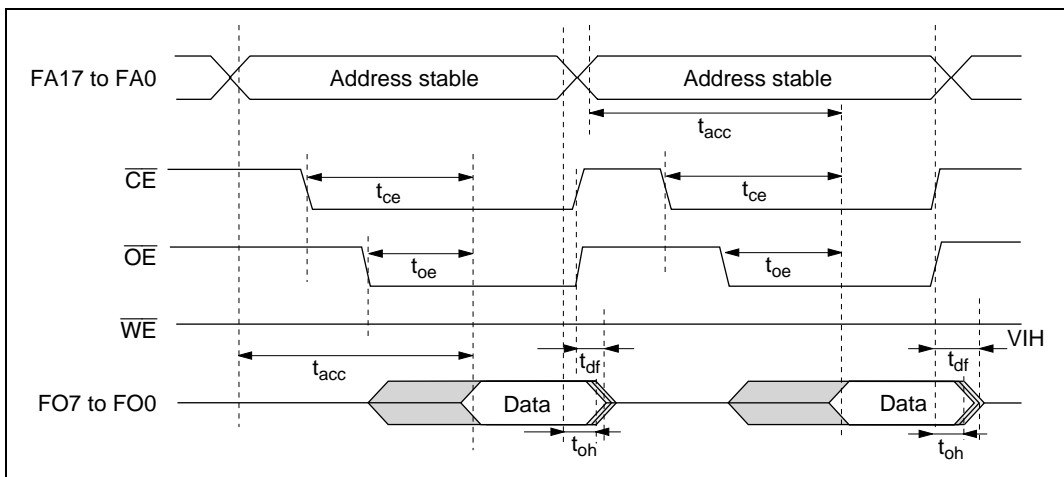 FA17 to FA0 Address stable Address stable
tacc
CE tce tce
OE toe toe
WE VIH
tacc tdf tdf
FO7 to FO0 Data Data
toh toh